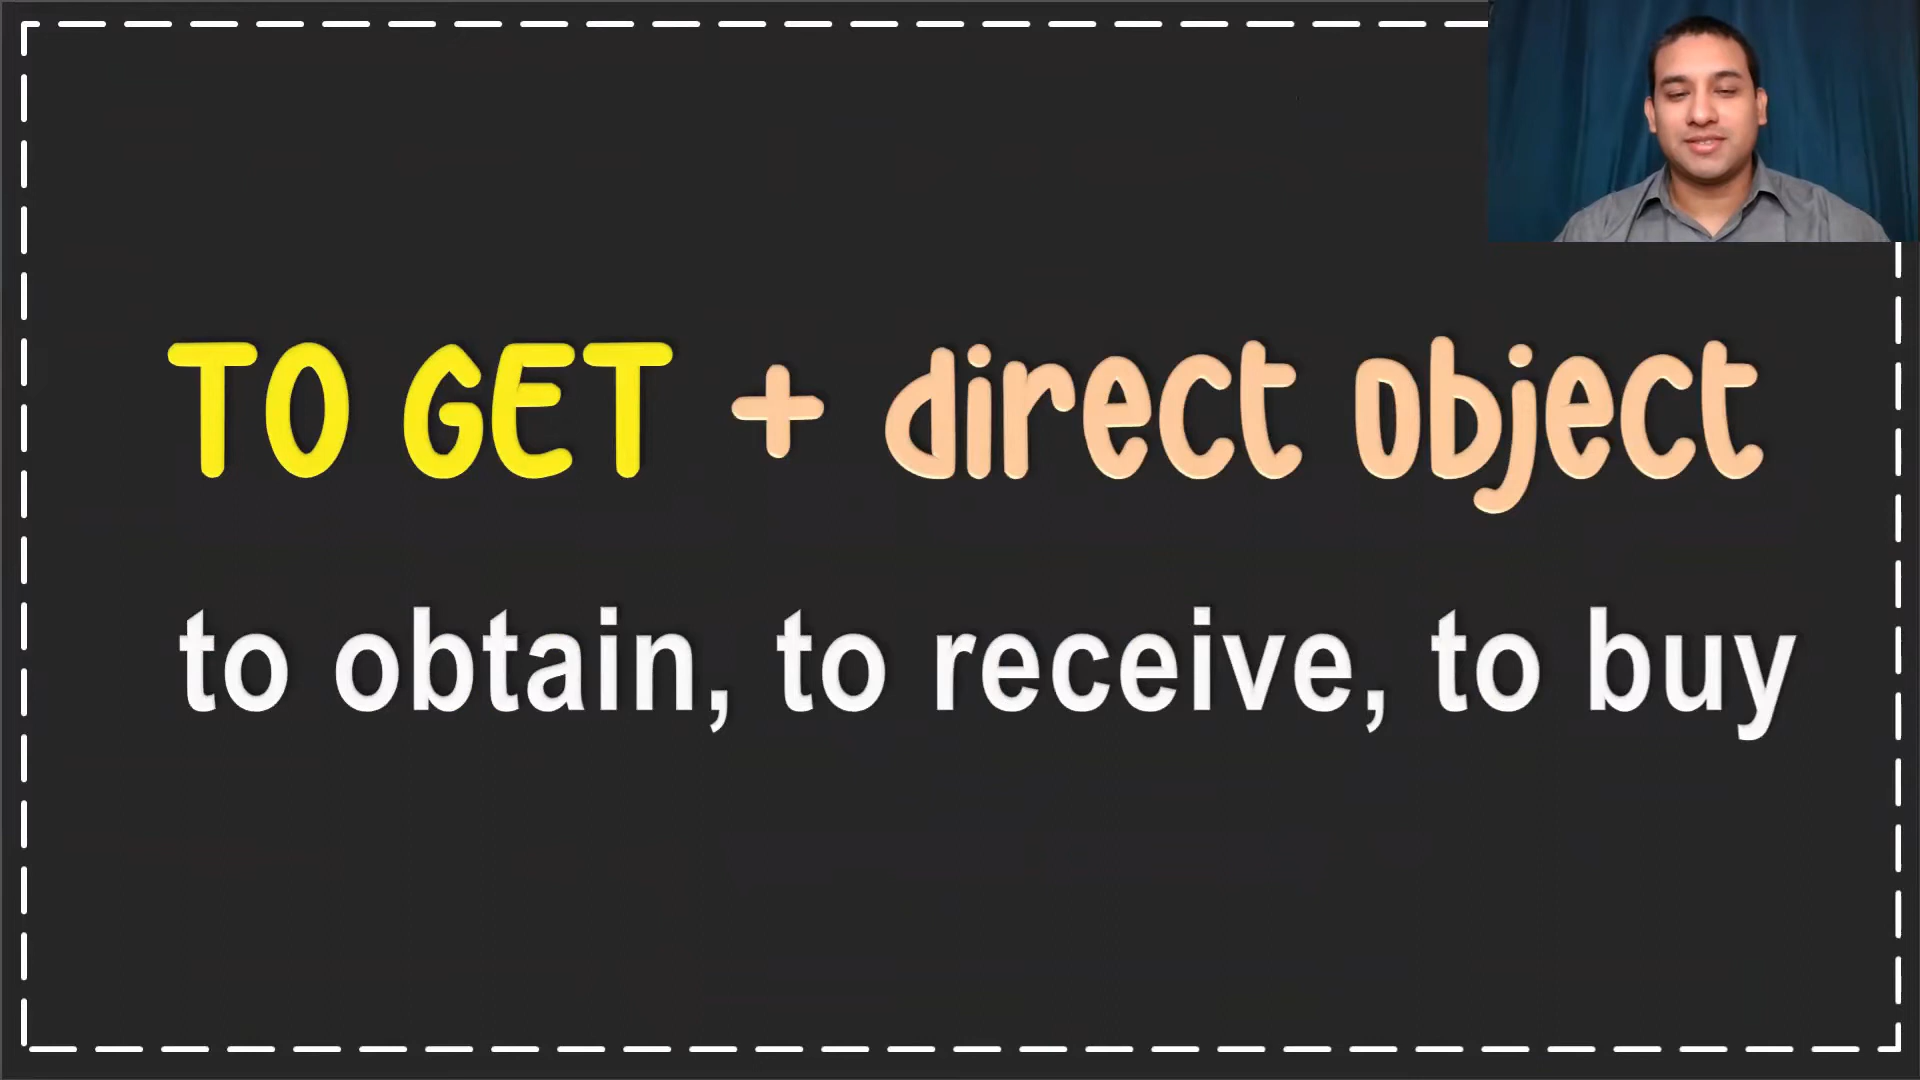 TO GET + direct object
to obtain, to receive, to buy